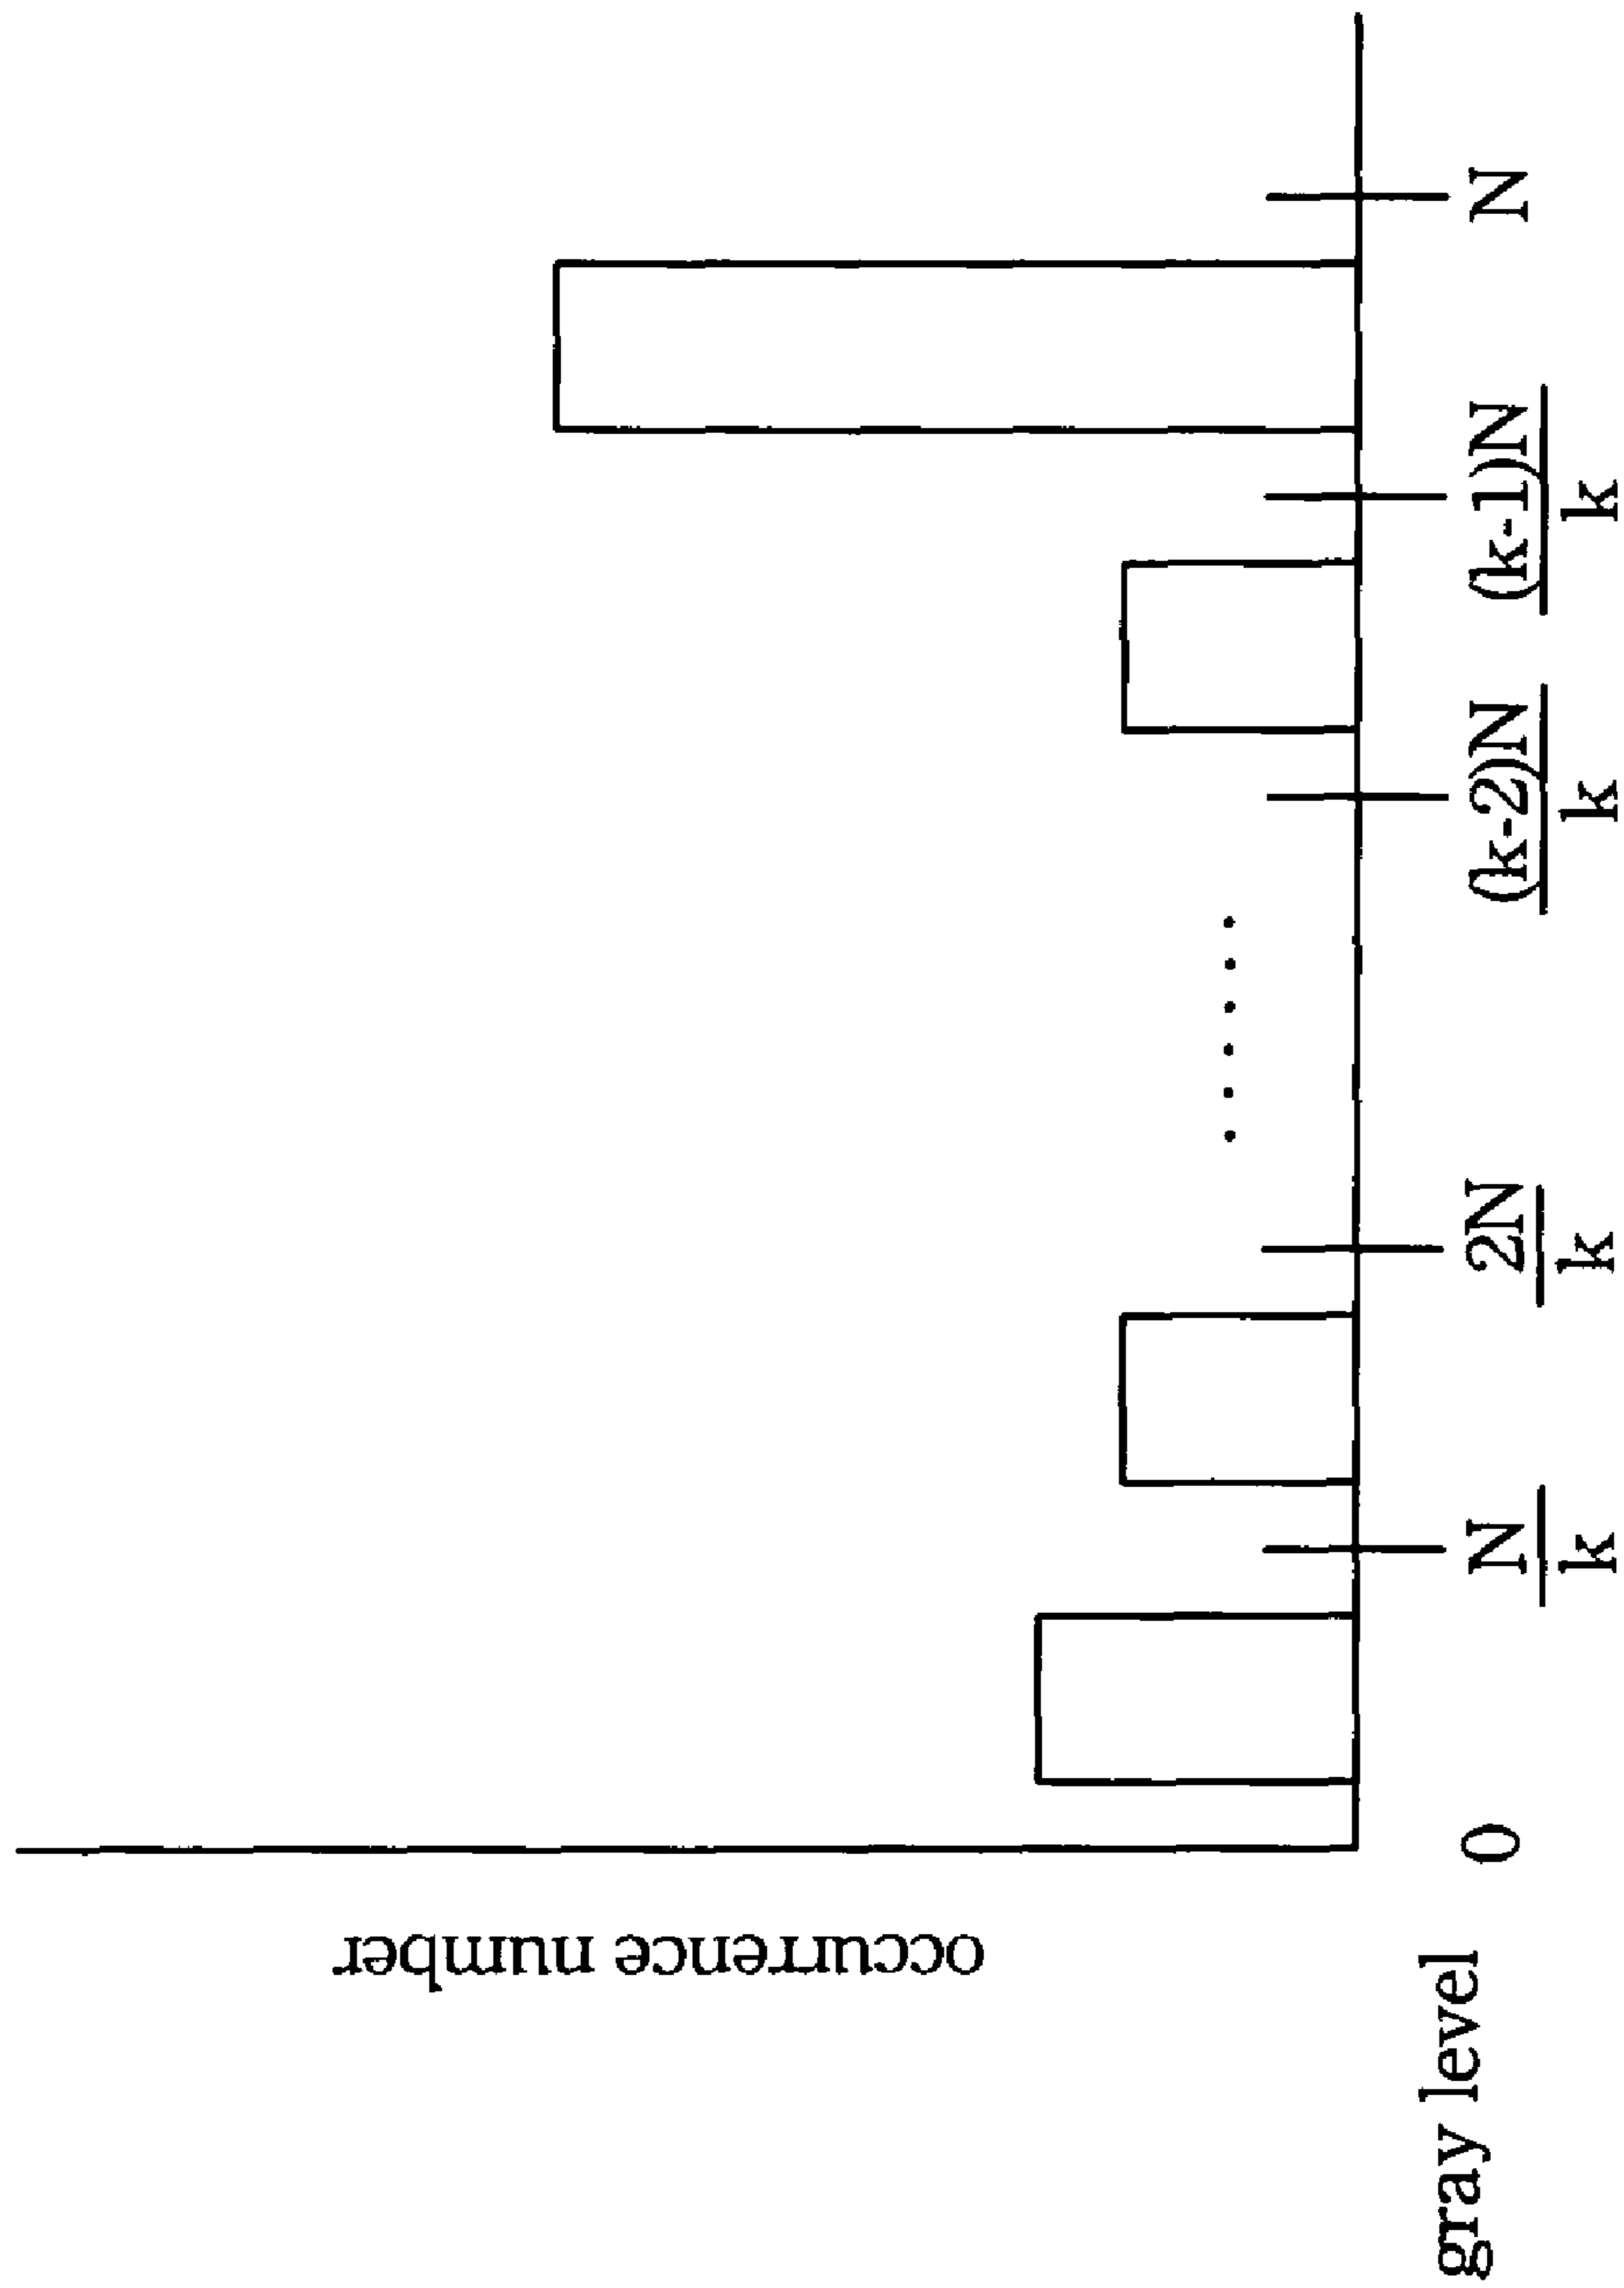 occurrence number
gray level
0
N
k
2N
k
......
(k-2)N
k
(k-1)N
k
N